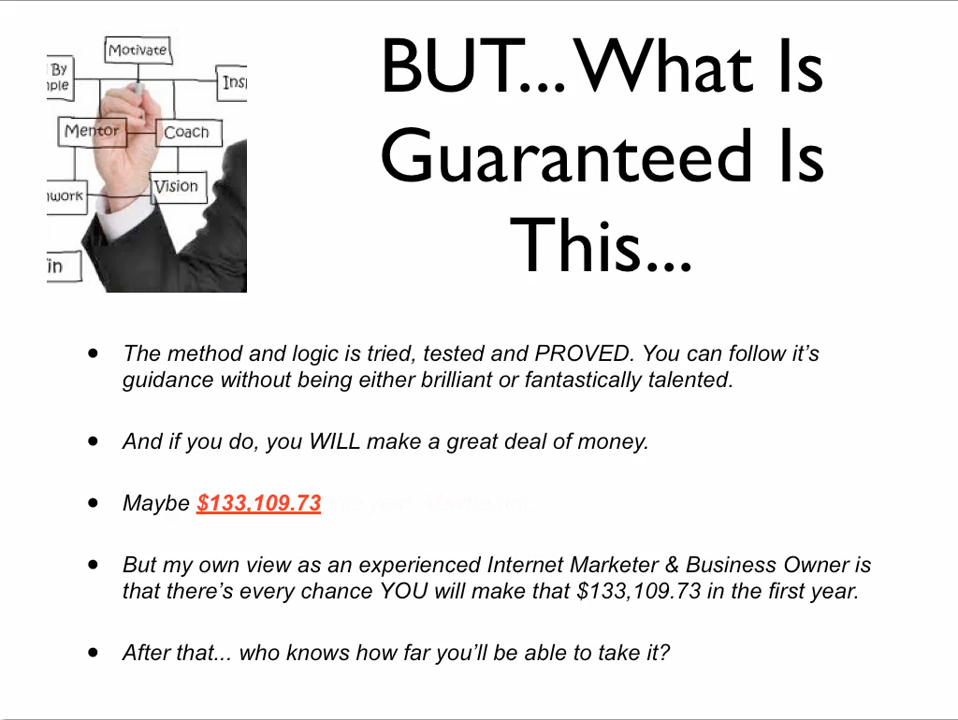 Motivate
By
ple
Ins
Mentor
Coach
work
Vision
in
BUT... What Is
Guaranteed Is
This...
• The method and logic is tried, tested and PROVED. You can follow it’s
guidance without being either brilliant or fantastically talented.
• And if you do, you WILL make a great deal of money.
• Maybe $133,109.73
• But my own view as an experienced Internet Marketer & Business Owner is
that there’s every chance YOU will make that $133,109.73 in the first year.
• After that... who knows how far you’ll be able to take it?